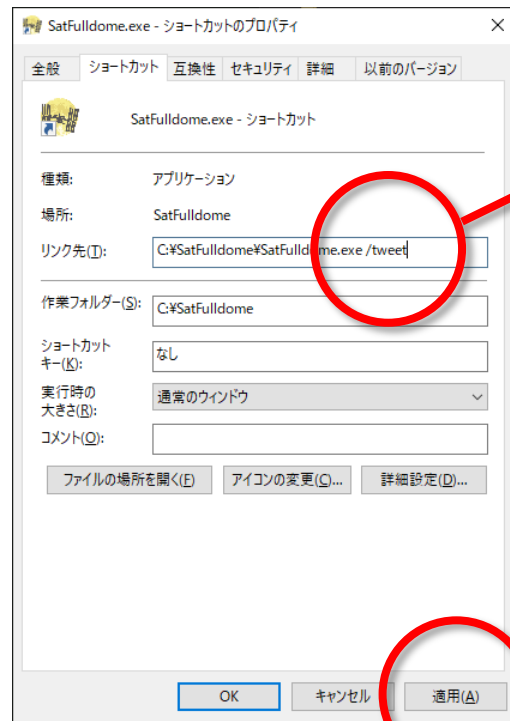 SatFulldome.exe - ショートカットのプロパティ
全般 ショートカット 互換性 セキュリティ 詳細 以前のバージョン
SatFulldome.exe - ショートカット
種類: アプリケーション
場所: SatFulldome
リンク先(T): C:¥SatFulldome¥SatFulldome.exe /tweet
作業フォルダー(S): C:¥SatFulldome
ショートカット
キー(K): なし
実行時の
大きさ(R): 通常のウィンドウ
コメント(O):
ファイルの場所を開く(F) アイコンの変更(C)... 詳細設定(D)...
OK キャンセル 適用(A)